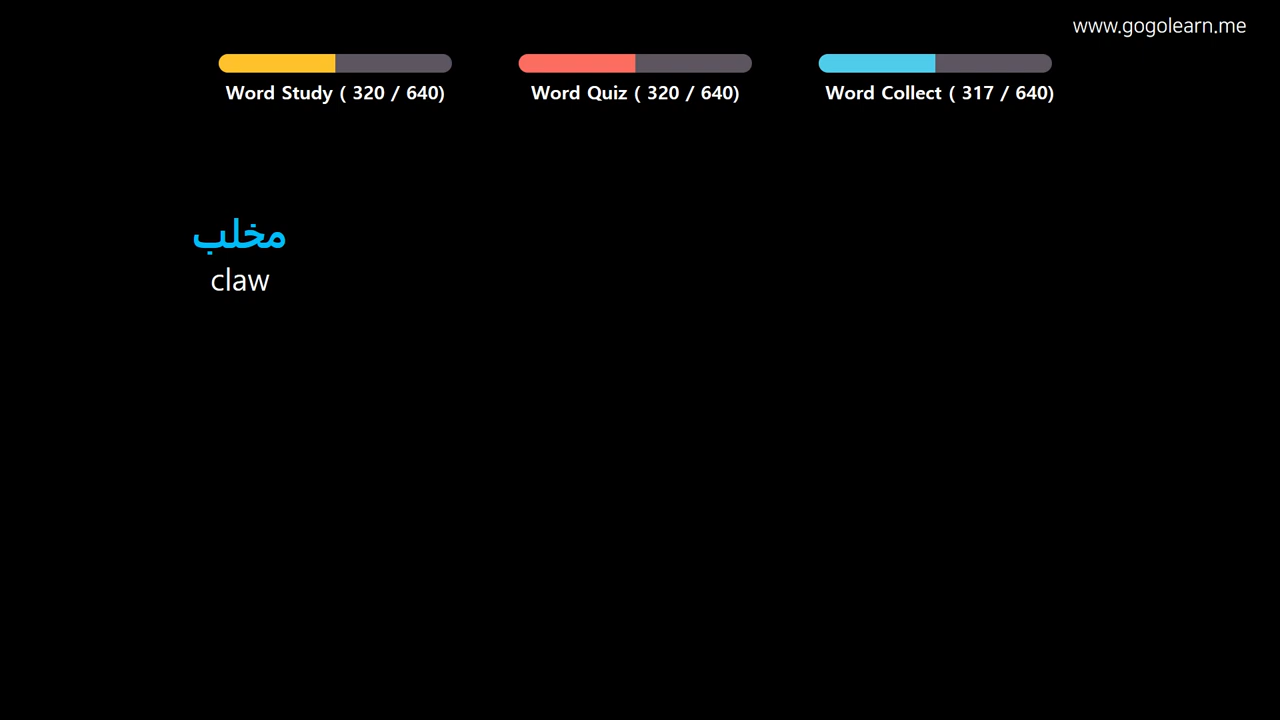 www.gogolearn.me
Word Study ( 320 / 640)
Word Quiz ( 320 / 640)
Word Collect ( 317 / 640)
مخلب
claw